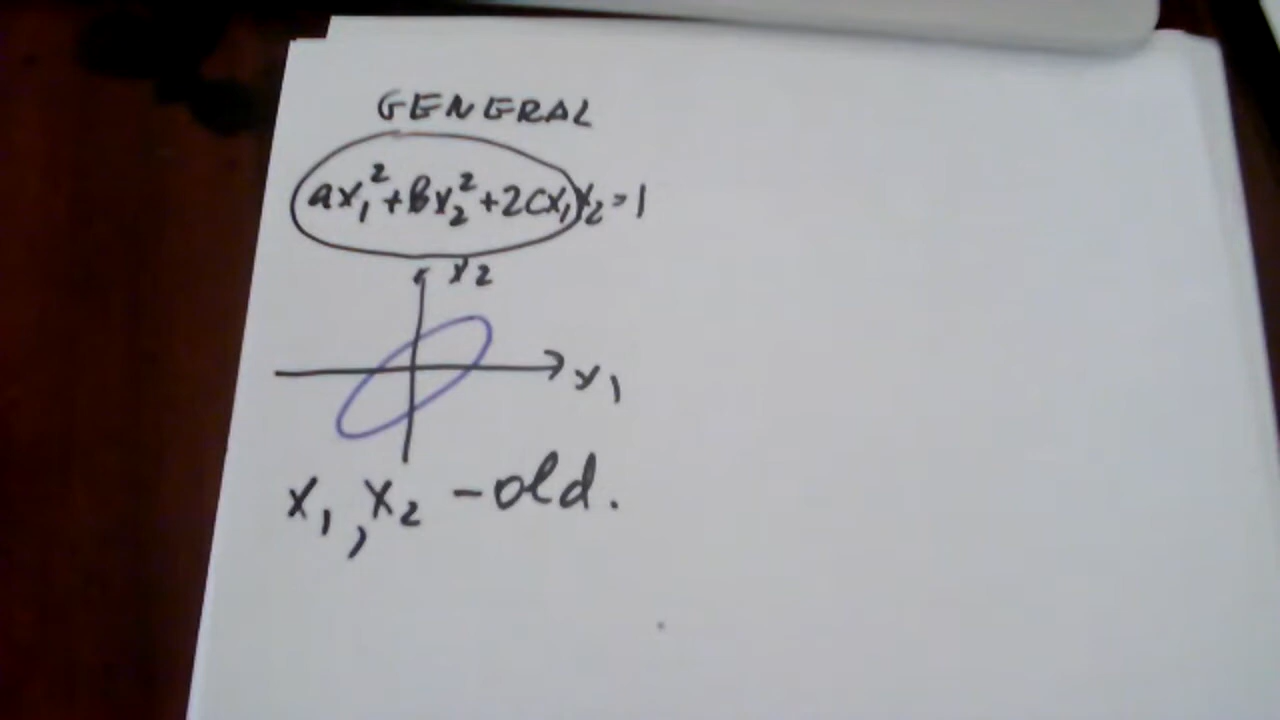 GENERAL
ax₁²+bx₂²+2cx₁x₂=1
x₂
x₁
x₁, x₂ - old.